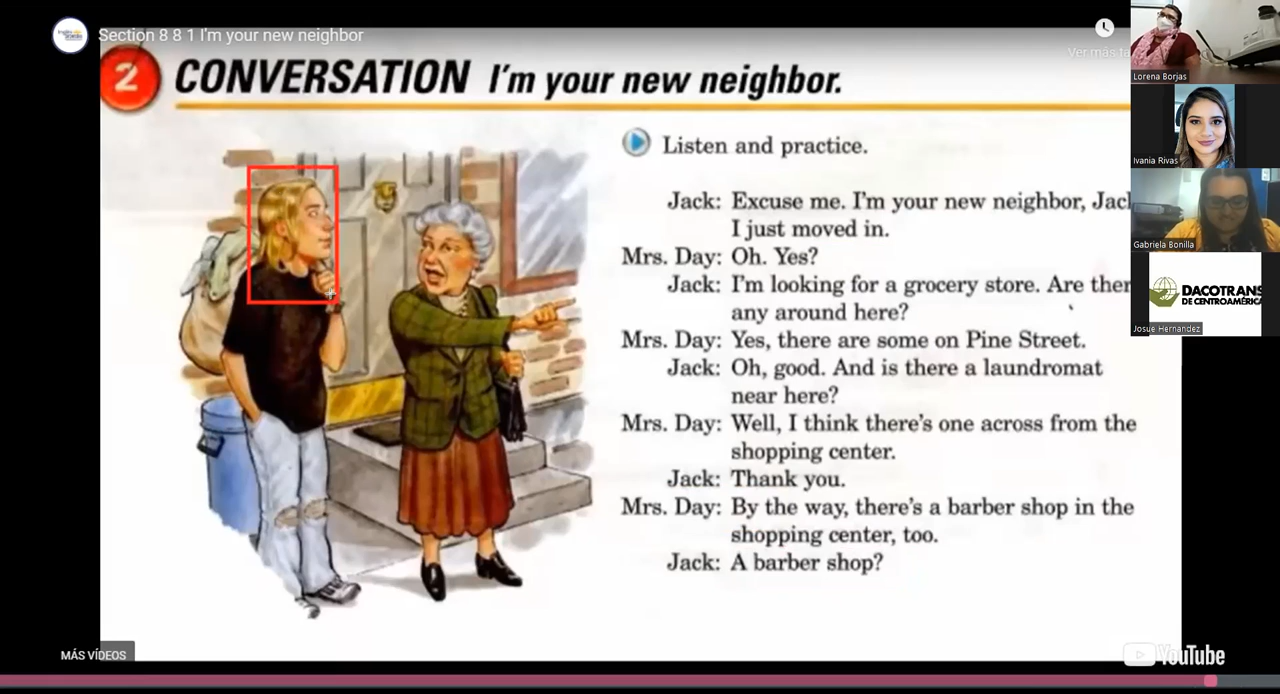 Section 8 8 1 I'm your new neighbor
2 CONVERSATION I'm your new neighbor.
Listen and practice.
Jack: Excuse me. I'm your new neighbor,
I just moved in.
Mrs. Day: Oh. Yes?
Jack: I'm looking for a grocery store. Are
any around here?
Mrs. Day: Yes, there are some on Pine Street.
Jack: Oh, good. And is there a laundromat
near here?
Mrs. Day: Well, I think there's one across from the
shopping center.
Jack: Thank you.
Mrs. Day: By the way, there's a barber shop in the
shopping center, too.
Jack: A barber shop?
MÁS VÍDEOS
YouTube
Ver más
Lorena Borjas
Ivania Rivas
Gabriela Bonilla
DACOTRANS
DE CENTROAMÉRICA
Josue Hernandez